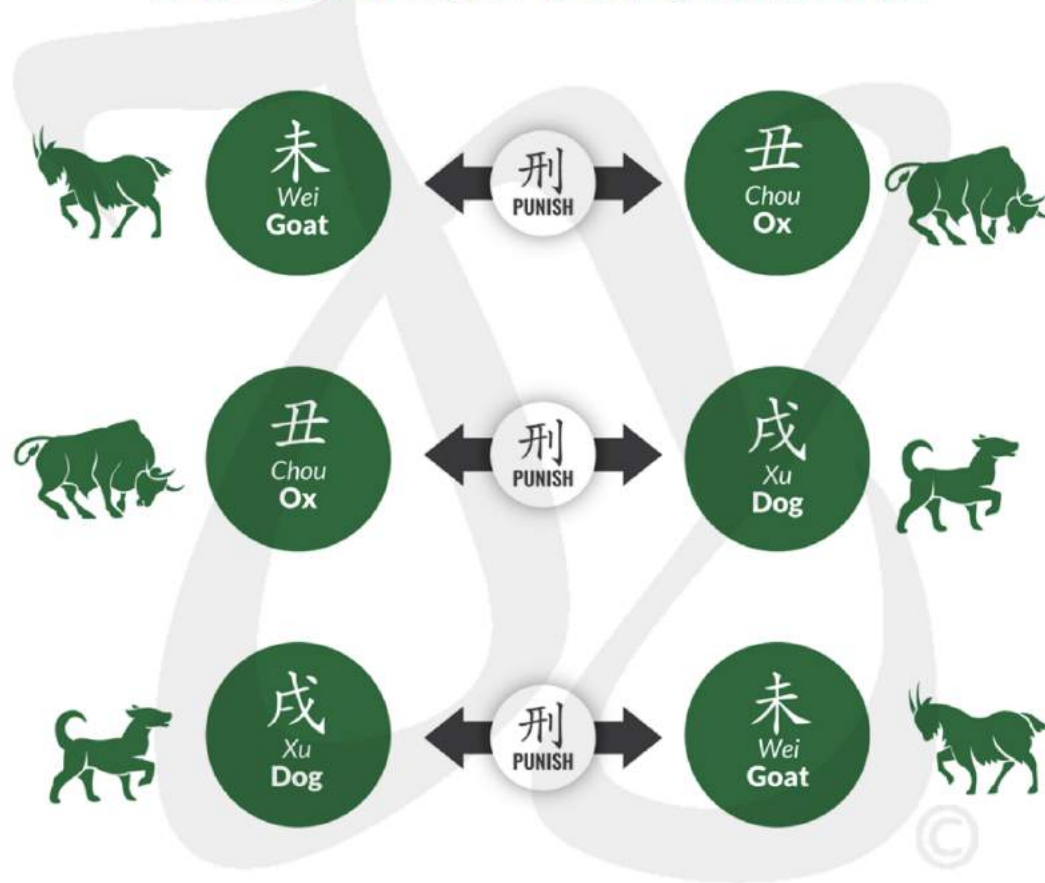 未
Wei
Goat
刑
PUNISH
丑
Chou
Ox
丑
Chou
Ox
刑
PUNISH
戌
Xu
Dog
戌
Xu
Dog
刑
PUNISH
未
Wei
Goat
©